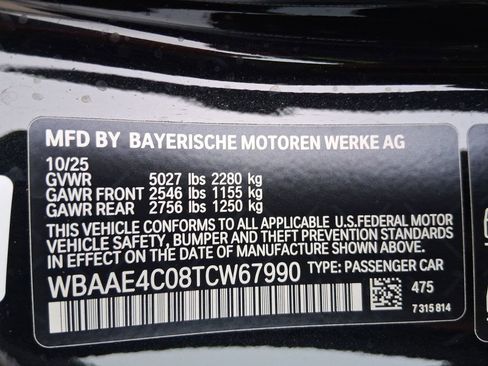 MFD BY BAYERISCHE MOTOREN WERKE AG
10/25
GVWR 5027 lbs 2280 kg
GAWR FRONT 2546 lbs 1155 kg
GAWR REAR 2756 lbs 1250 kg
THIS VEHICLE CONFORMS TO ALL APPLICABLE U.S.FEDERAL MOTOR
VEHICLE SAFETY, BUMPER AND THEFT PREVENTION STANDARDS
IN EFFECT ON THE DATE OF MANUFACTURE SHOWN ABOVE.
WBAAE4C08TCW67990 TYPE: PASSENGER CAR
475
7 315 814